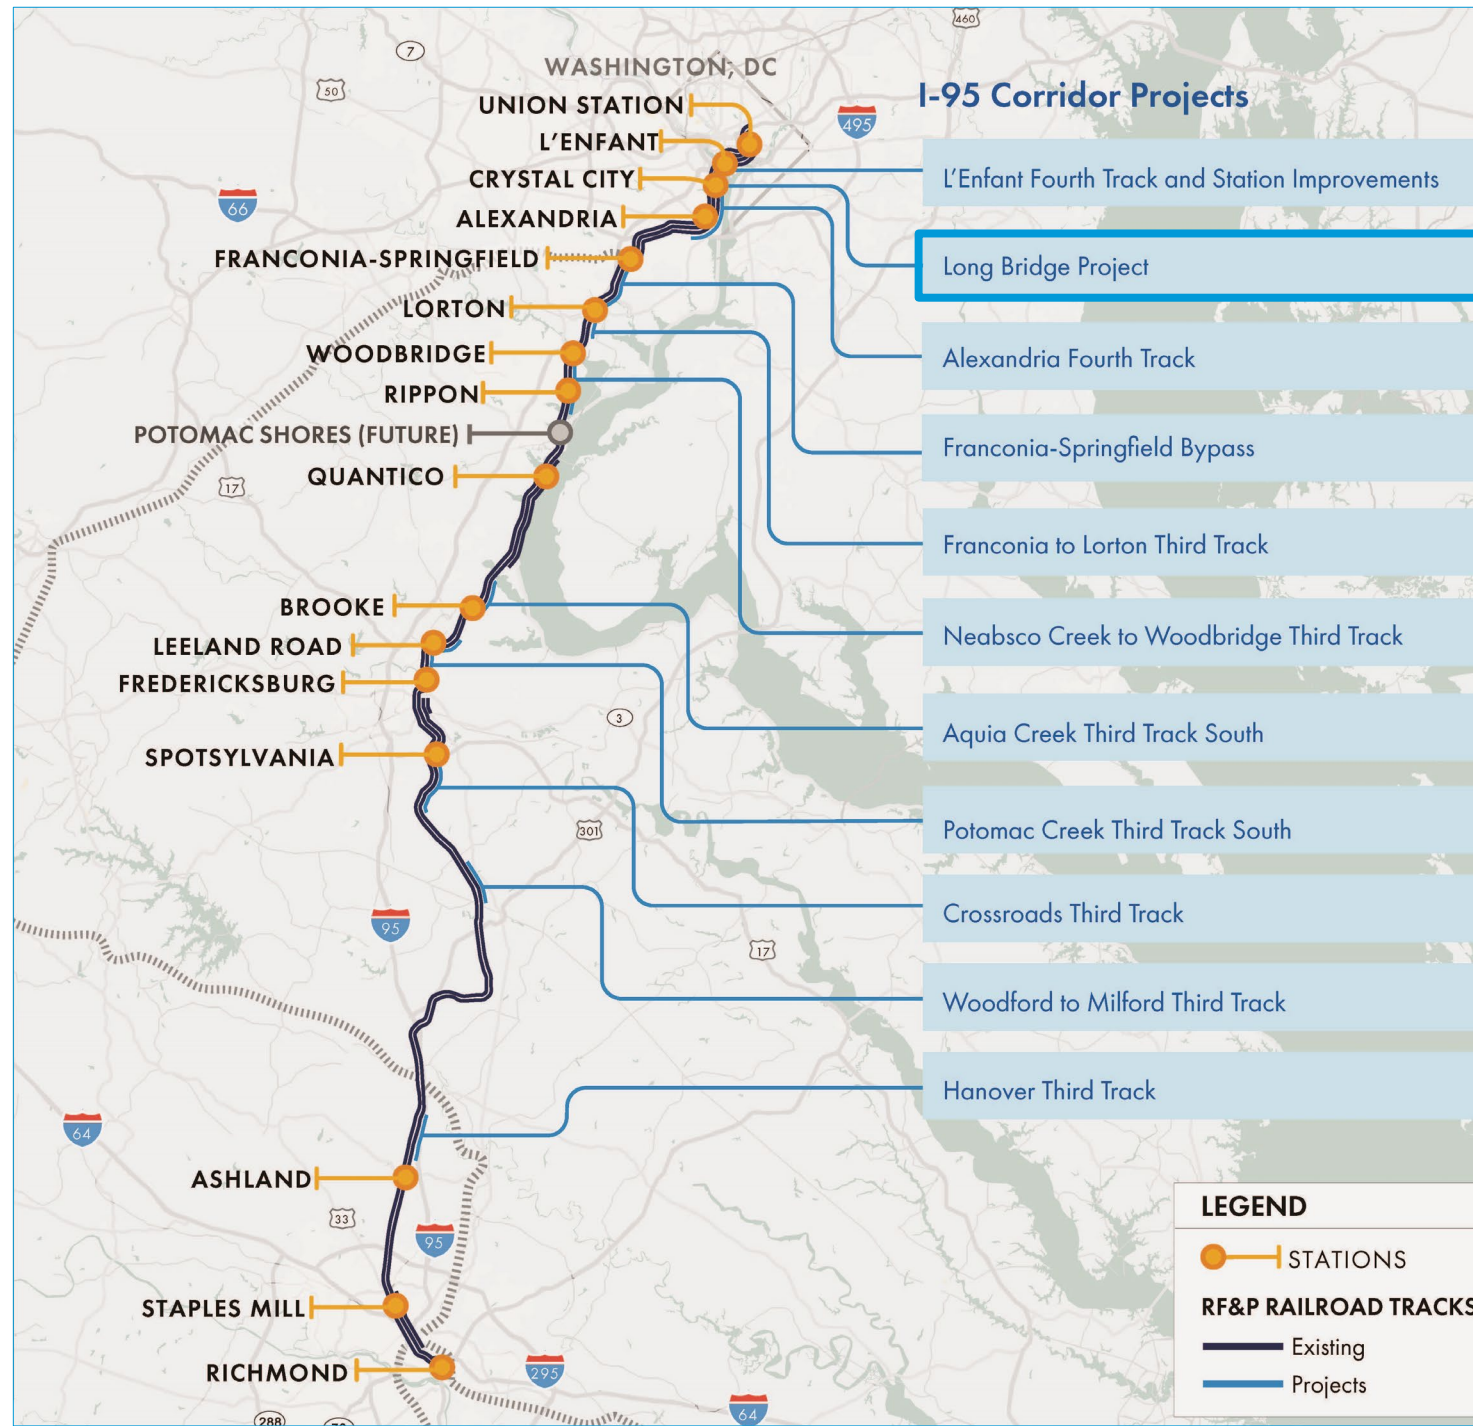 460
7
50
WASHINGTON, DC
I-95 Corridor Projects
UNION STATION
495
L'ENFANT
L'Enfant Fourth Track and Station Improvements
CRYSTAL CITY
66
ALEXANDRIA
FRANCONIA-SPRINGFIELD
Long Bridge Project
LORTON
WOODBRIDGE
Alexandria Fourth Track
RIPPON
POTOMAC SHORES (FUTURE)
Franconia-Springfield Bypass
QUANTICO
17
Franconia to Lorton Third Track
BROOKE
LEELAND ROAD
Neabsco Creek to Woodbridge Third Track
FREDERICKSBURG
3
Aquia Creek Third Track South
SPOTSYLVANIA
301
Potomac Creek Third Track South
95
Crossroads Third Track
17
Woodford to Milford Third Track
Hanover Third Track
64
ASHLAND
33
95
LEGEND
STATIONS
STAPLES MILL
RF&P RAILROAD TRACKS
Existing
RICHMOND
295
Projects
64
288